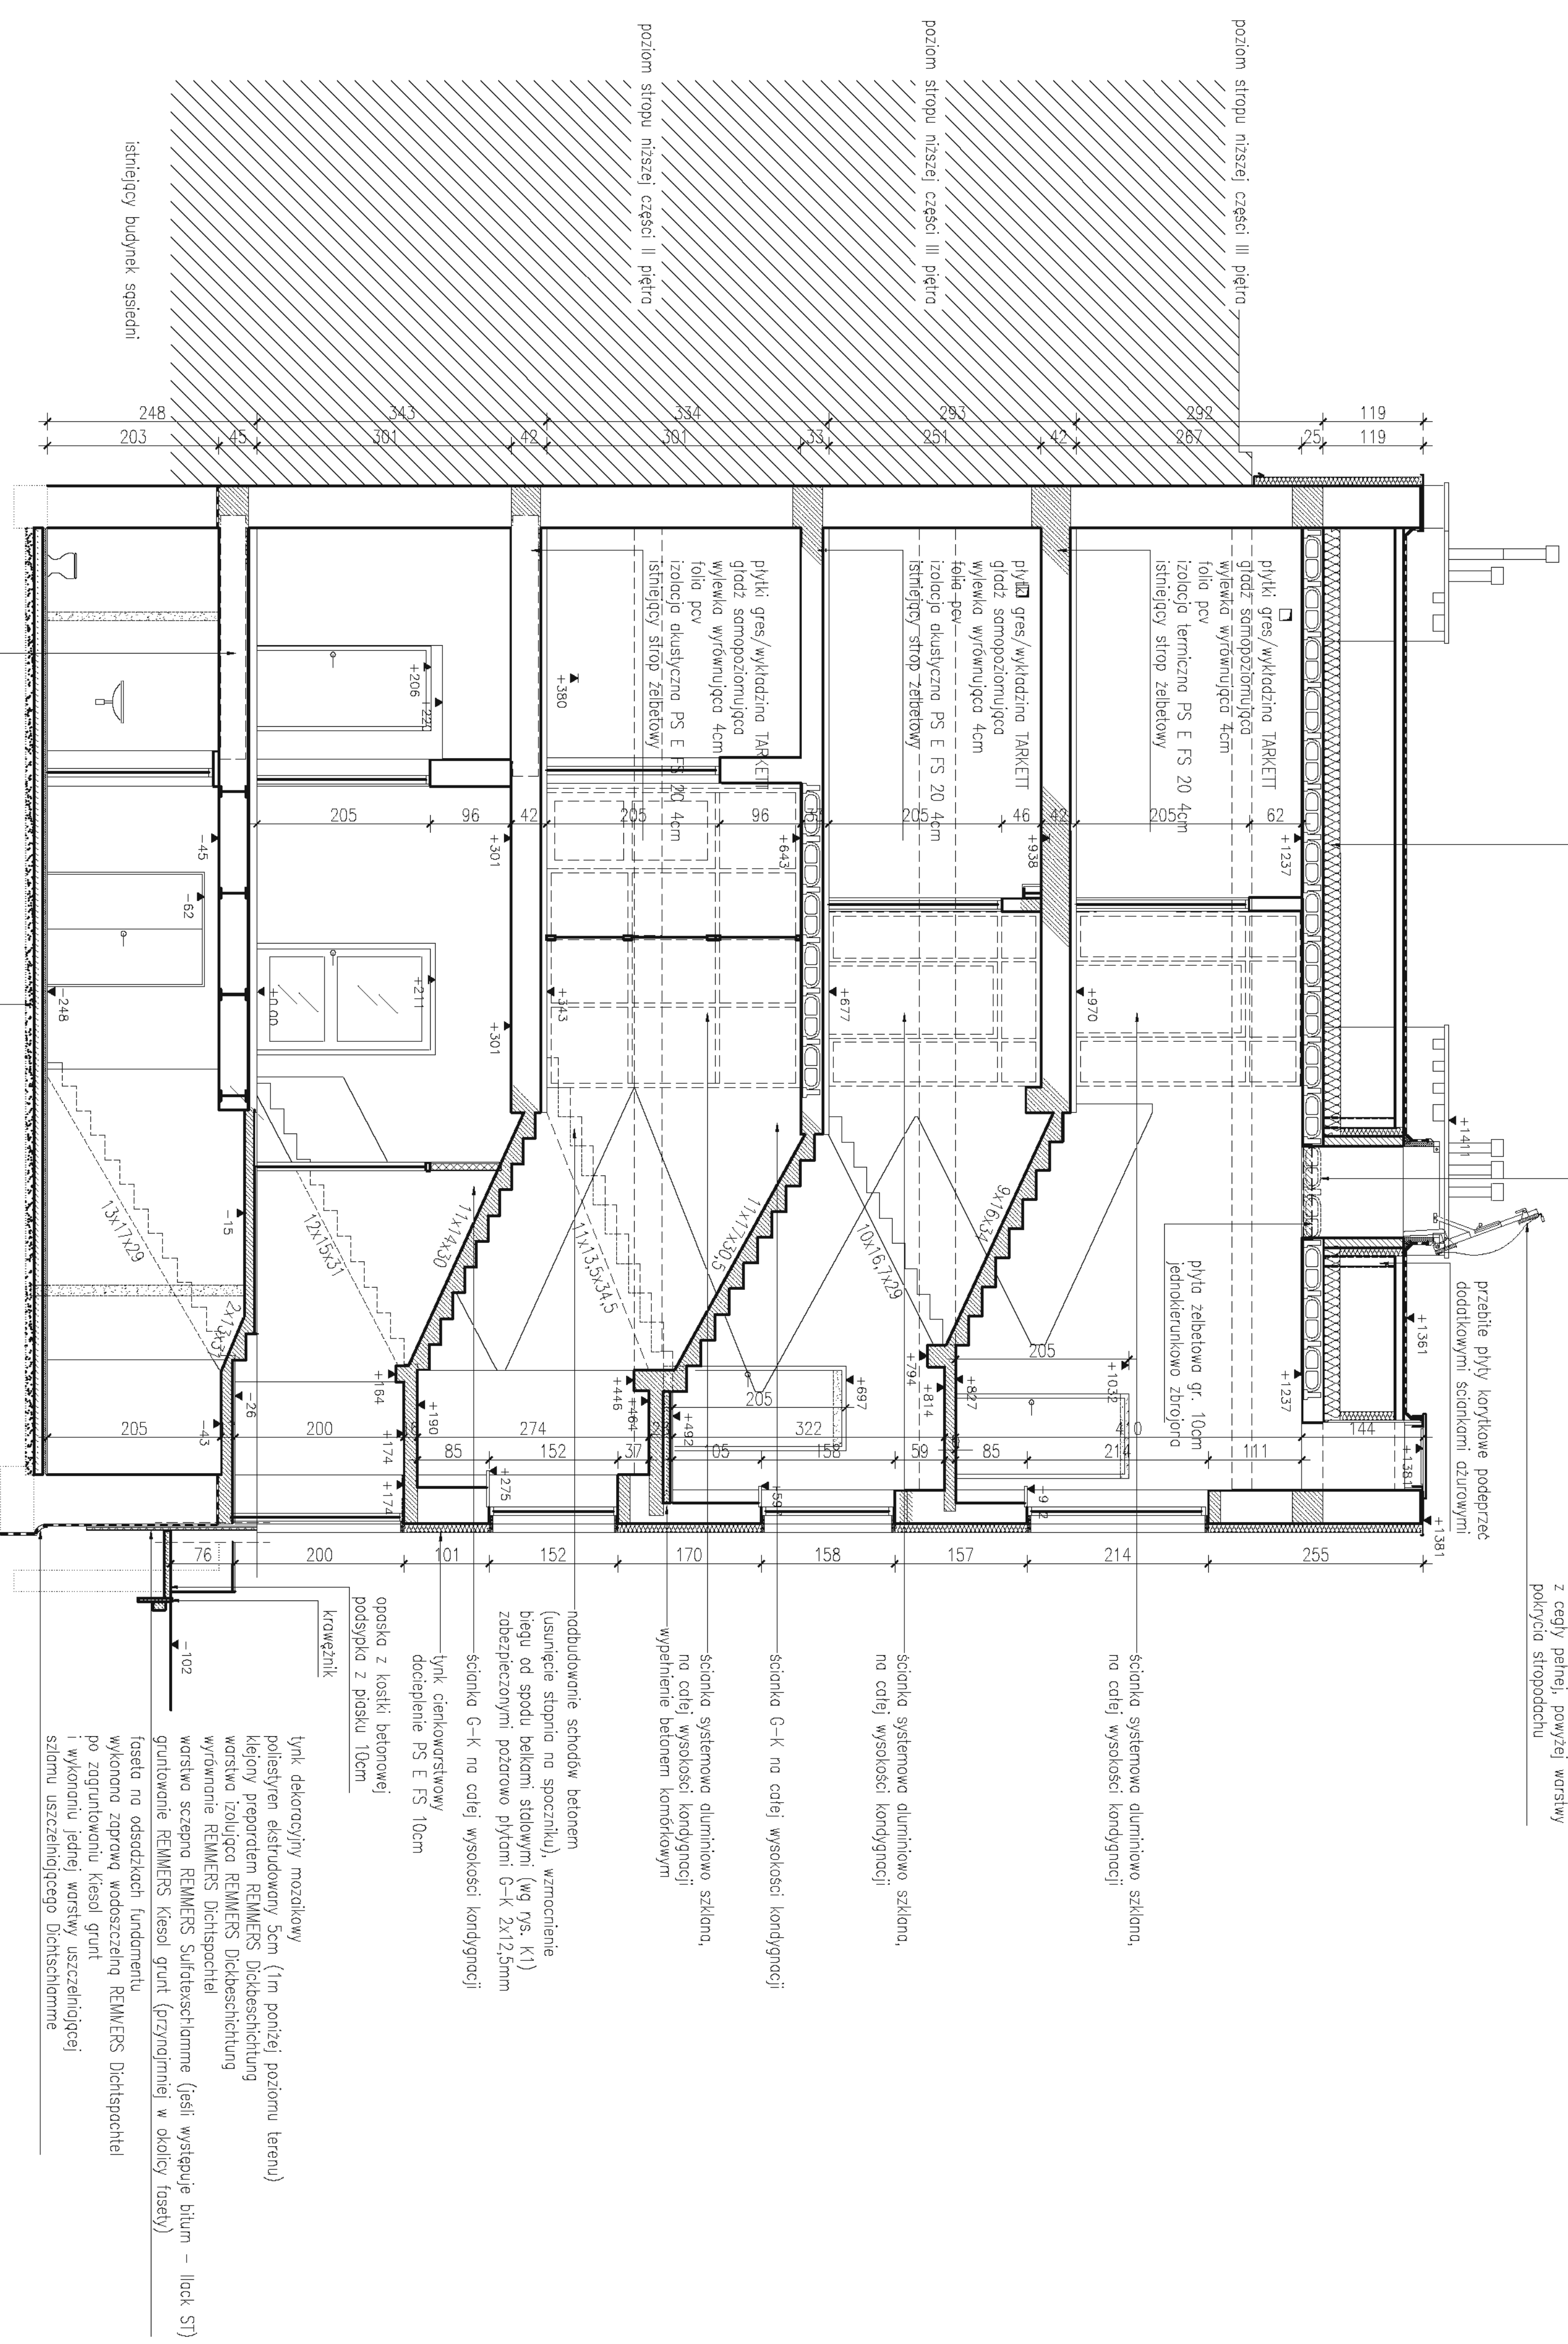 z cegły pełnej, powyżej warstwy
pokrycia stropodachu
przebite płyty korytkowe podeprzeć
dodatkowymi ściankami ażurowymi
płyta żelbetowa gr. 10cm
jednokierunkowo zbrojona
poziom stropu niższej części III piętra
poziom stropu niższej części III piętra
poziom stropu niższej części II piętra
istniejący budynek sąsiedni
płytki gres/wykładzina TARKETT
gładź samopoziomująca
wylewka wyrównująca 4cm
folia pcv
izolacja termiczna PS E FS 20 4cm
istniejący strop żelbetowy
płytki gres/wykładzina TARKETT
gładź samopoziomująca
wylewka wyrównująca 4cm
folia pcv
izolacja akustyczna PS E FS 20 4cm
istniejący strop żelbetowy
płytki gres/wykładzina TARKETT
gładź samopoziomująca
wylewka wyrównująca 4cm
folia pcv
izolacja akustyczna PS E FS 20 4cm
istniejący strop żelbetowy
ścianka systemowa aluminiowo szklana,
na całej wysokości kondygnacji
ścianka systemowa aluminiowo szklana,
na całej wysokości kondygnacji
ścianka G-K na całej wysokości kondygnacji
ścianka systemowa aluminiowo szklana,
na całej wysokości kondygnacji
wypełnienie betonem komórkowym
nadbudowanie schodów betonem
(usunięcie stopnia na spoczniku), wzmocnienie
biegu od spodu belkami stalowymi (wg rys. K1)
zabezpieczonymi pożarowo płytami G-K 2x12,5mm
ścianka G-K na całej wysokości kondygnacji
tynk cienkowarstwowy
docieplenie PS E FS 10cm
opaska z kostki betonowej
podsypka z piasku 10cm
krawężnik
tynk dekoracyjny mozaikowy
poliestyren ekstrudowany 5cm (1m poniżej poziomu terenu)
klejony preparatem REMMERS Dickbeschichtung
warstwa izolująca REMMERS Dickbeschichtung
wyrównanie REMMERS Dichtspachtel
warstwa sczepna REMMERS Sulfatexschlamme (jeśli występuje bitum - Ilack ST)
gruntowanie REMMERS Kiesol grunt (przynajmniej w okolicy fasety)
faseta na odsadzkach fundamentu
wykonana zaprawą wodoszczelną REMMERS Dichtspachtel
po zagruntowaniu Kiesol grunt
i wykonaniu jednej warstwy uszczelniającej
szlamu uszczelniającego Dichtschlamme
119
292
293
334
343
248
119
25
267
42
251
33
301
42
301
45
203
62
205
42
46
205
96
205
42
96
205
+1411
+1361
+1381
+1381
+1237
+1237
+970
+938
+677
+643
+343
+380
+301
+301
+220
+206
+211
+0.00
-45
-62
-248
-15
-26
-43
-102
+1032
+827
+814
+794
+697
+492
+464
+446
+275
+190
+174
+174
+164
9x16x34
10x16,7x29
11x17x30,5
11x13,5x34,5
11x14x30
12x15x31
13x17x29
205
205
144
410
322
274
200
205
111
214
85
59
158
105
37
152
85
255
214
157
158
170
152
101
200
76